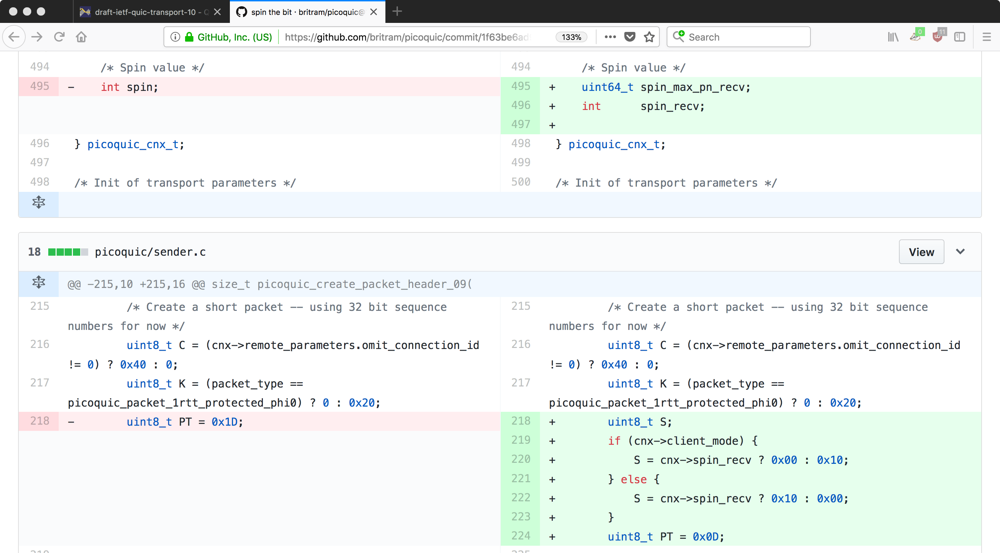 draft-ietf-quic-transport-10 - Q
spin the bit · britram/picoquic@
GitHub, Inc. (US)
https://github.com/britram/picoquic/commit/1f63be6ad
133%
Search
0
11
494 /* Spin value */
495 - int spin;
496 } picoquic_cnx_t;
497
498 /* Init of transport parameters */
494 /* Spin value */
495 + uint64_t spin_max_pn_recv;
496 + int spin_recv;
497 +
498 } picoquic_cnx_t;
499
500 /* Init of transport parameters */
18 picoquic/sender.c
View
@@ -215,10 +215,16 @@ size_t picoquic_create_packet_header_09(
215 /* Create a short packet -- using 32 bit sequence
numbers for now */
216 uint8_t C = (cnx->remote_parameters.omit_connection_id
!= 0) ? 0x40 : 0;
217 uint8_t K = (packet_type ==
picoquic_packet_1rtt_protected_phi0) ? 0 : 0x20;
218 - uint8_t PT = 0x1D;
215 /* Create a short packet -- using 32 bit sequence
numbers for now */
216 uint8_t C = (cnx->remote_parameters.omit_connection_id
!= 0) ? 0x40 : 0;
217 uint8_t K = (packet_type ==
picoquic_packet_1rtt_protected_phi0) ? 0 : 0x20;
218 + uint8_t S;
219 + if (cnx->client_mode) {
220 + S = cnx->spin_recv ? 0x00 : 0x10;
221 + } else {
222 + S = cnx->spin_recv ? 0x10 : 0x00;
223 + }
224 + uint8_t PT = 0x0D;